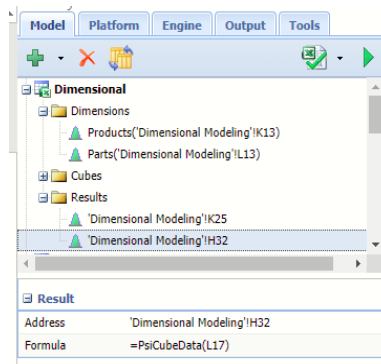 Model Platform Engine Output Tools
Dimensional
Dimensions
Products('Dimensional Modeling'!K13)
Parts('Dimensional Modeling'!L13)
Cubes
Results
'Dimensional Modeling'!K25
'Dimensional Modeling'!H32
Result
Address 'Dimensional Modeling'!H32
Formula =PsiCubeData(L17)